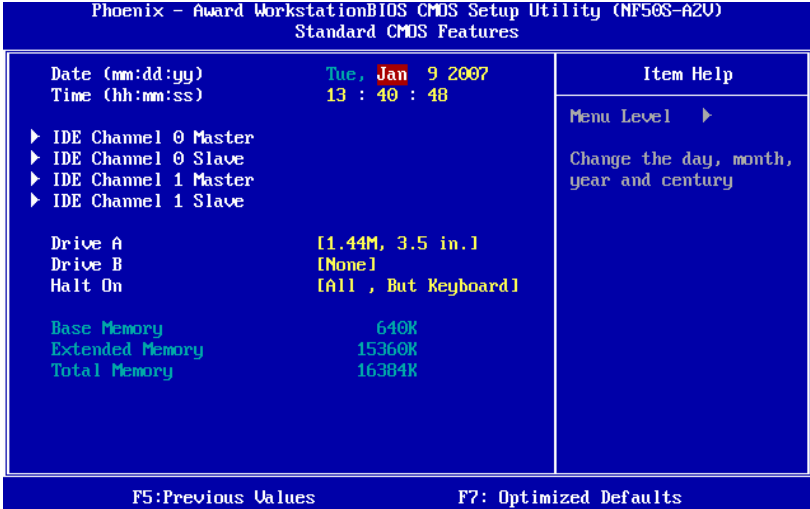 Phoenix - Award WorkstationBIOS CMOS Setup Utility (NF50S-A2V)
Standard CMOS Features
Date (mm:dd:yy) Tue, Jan 9 2007
Time (hh:mm:ss) 13 : 40 : 48
IDE Channel 0 Master
IDE Channel 0 Slave
IDE Channel 1 Master
IDE Channel 1 Slave
Drive A [1.44M, 3.5 in.]
Drive B [None]
Halt On [All , But Keyboard]
Base Memory 640K
Extended Memory 15360K
Total Memory 16384K
Item Help
Menu Level
Change the day, month,
year and century
F5:Previous Values F7: Optimized Defaults